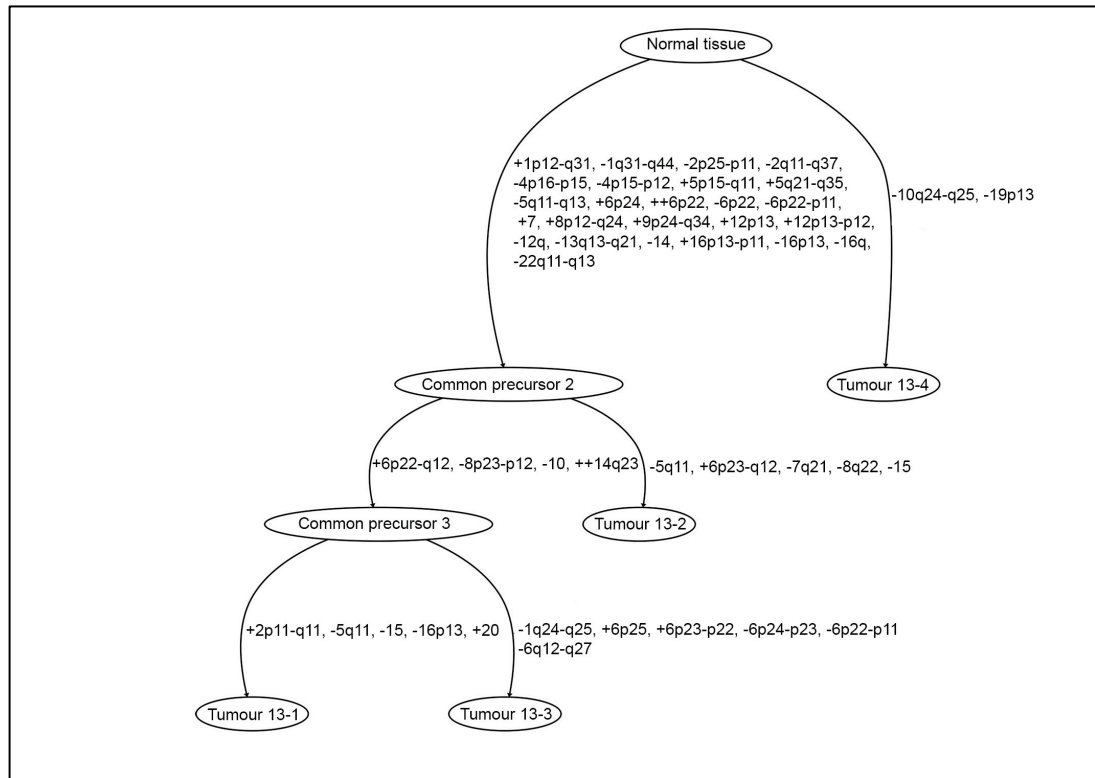 Normal tissue
+1p12-q31, -1q31-q44, -2p25-p11, -2q11-q37,
-4p16-p15, -4p15-p12, +5p15-q11, +5q21-q35,
-5q11-q13, +6p24, ++6p22, -6p22, -6p22-p11,
+7, +8p12-q24, +9p24-q34, +12p13, +12p13-p12,
-12q, -13q13-q21, -14, +16p13-p11, -16p13, -16q,
-22q11-q13
-10q24-q25, -19p13
Common precursor 2
Tumour 13-4
+6p22-q12, -8p23-p12, -10, ++14q23
-5q11, +6p23-q12, -7q21, -8q22, -15
Common precursor 3
Tumour 13-2
+2p11-q11, -5q11, -15, -16p13, +20
-1q24-q25, +6p25, +6p23-p22, -6p24-p23, -6p22-p11
-6q12-q27
Tumour 13-1
Tumour 13-3